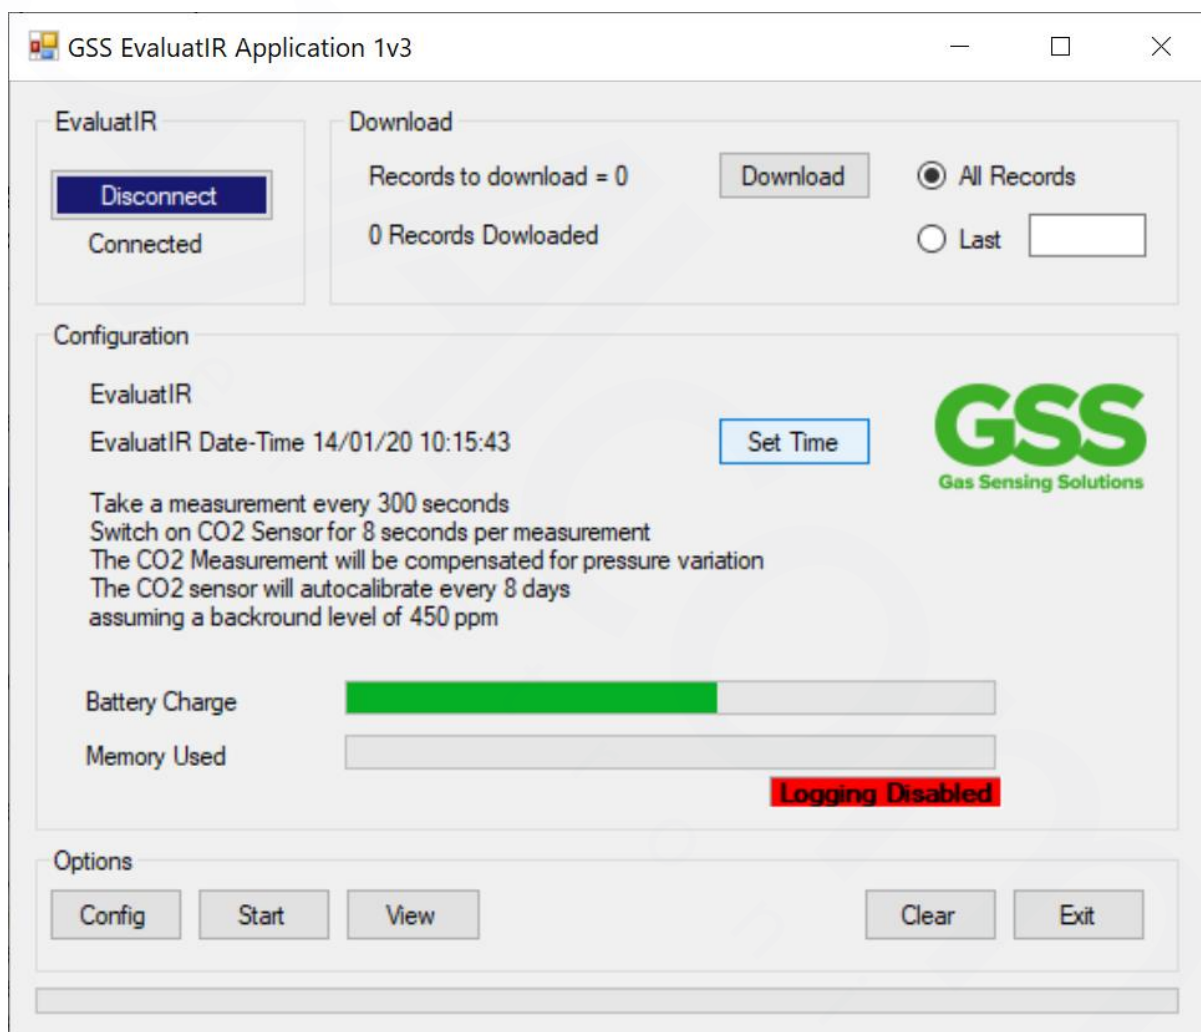 GSS EvaluatIR Application 1v3
EvaluatIR
Disconnect
Connected
Download
Records to download = 0
Download
All Records
0 Records Dowloaded
Last
Configuration
EvaluatIR
EvaluatIR Date-Time 14/01/20 10:15:43
Set Time
GSS
Gas Sensing Solutions
Take a measurement every 300 seconds
Switch on CO2 Sensor for 8 seconds per measurement
The CO2 Measurement will be compensated for pressure variation
The CO2 sensor will autocalibrate every 8 days
assuming a backround level of 450 ppm
Battery Charge
Memory Used
Logging Disabled
Options
Config
Start
View
Clear
Exit